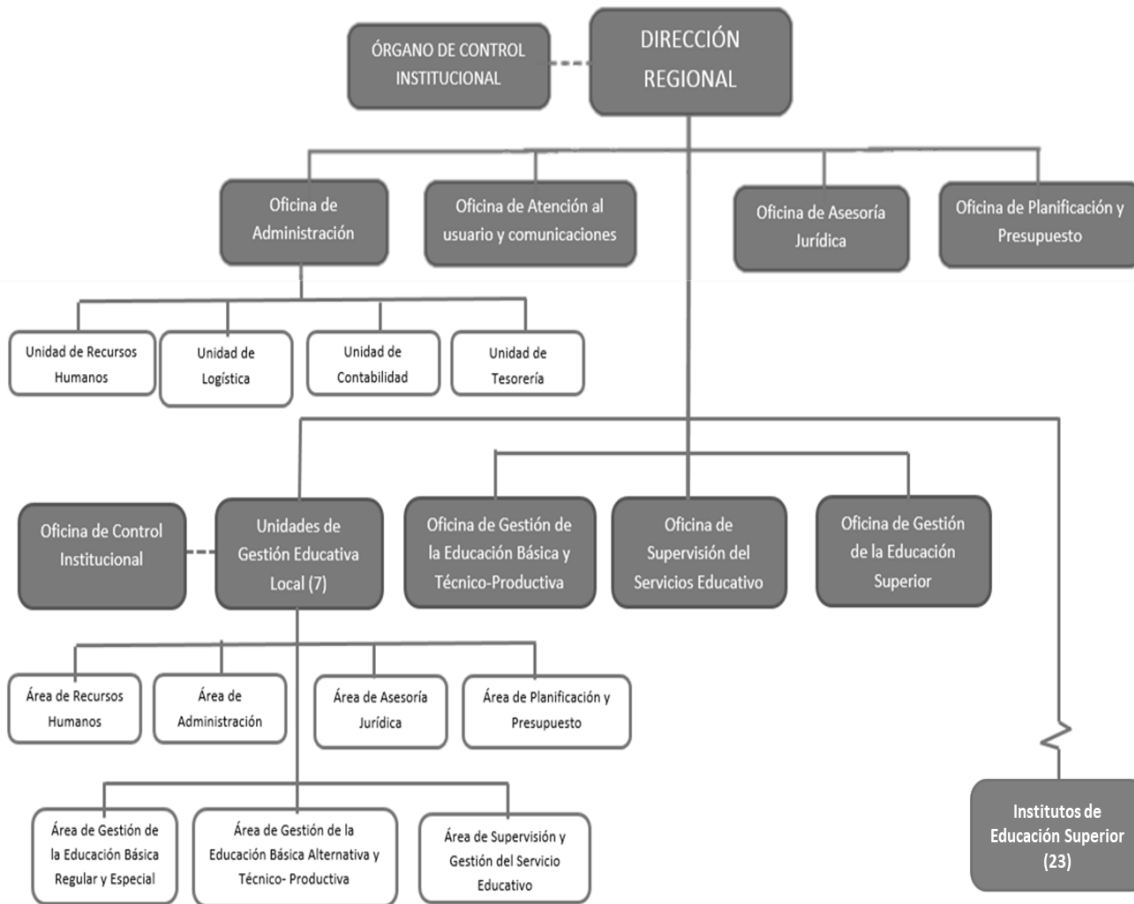 ÓRGANO DE CONTROL
INSTITUCIONAL
DIRECCIÓN
REGIONAL
Oficina de
Administración
Oficina de Atención al
usuario y comunicaciones
Oficina de Asesoría
Jurídica
Oficina de Planificación y
Presupuesto
Unidad de Recursos
Humanos
Unidad de
Logística
Unidad de
Contabilidad
Unidad de
Tesorería
Oficina de Control
Institucional
Unidades de
Gestión Educativa
Local (7)
Oficina de Gestión de
la Educación Básica y
Técnico-Productiva
Oficina de
Supervisión del
Servicios Educativo
Oficina de Gestión
de la Educación
Superior
Área de Recursos
Humanos
Área de
Administración
Área de Asesoría
Jurídica
Área de Planificación y
Presupuesto
Área de Gestión de
la Educación Básica
Regular y Especial
Área de Gestión de la
Educación Básica Alternativa y
Técnico- Productiva
Área de Supervisión y
Gestión del Servicio
Educativo
Institutos de
Educación Superior
(23)